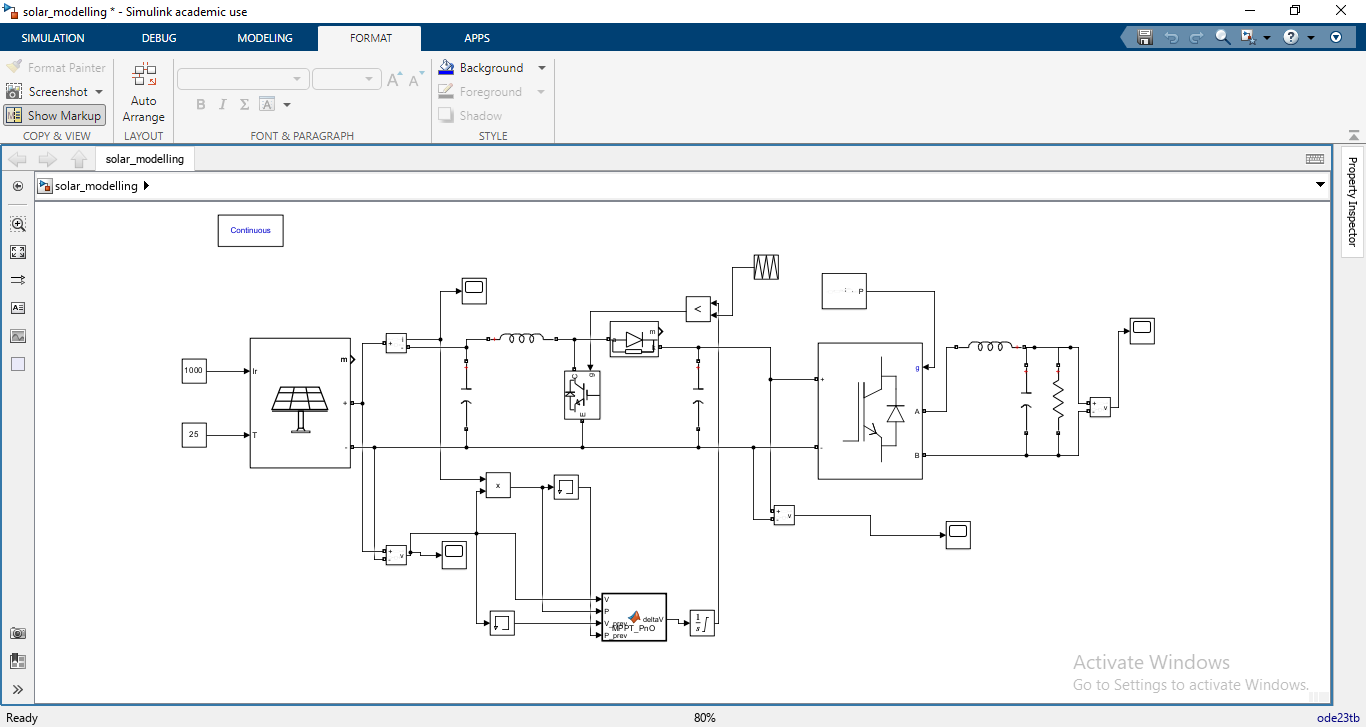 solar_modelling * - Simulink academic use
SIMULATION DEBUG MODELING FORMAT APPS
Format Painter
Screenshot
Show Markup
COPY & VIEW
Auto
Arrange
LAYOUT
A A
B I Σ A
FONT & PARAGRAPH
Background
Foreground
Shadow
STYLE
solar_modelling
solar_modelling
Property Inspector
Continuous
1000
25
Ir
T
m
+
-
+
-
i
<
m
a
k
g
C
E
P
+
-
g
A
B
+
-
v
x
+
-
v
+
-
v
V
P
V_prev
P_prev
deltaV
MPPT_PnO
1
s
Activate Windows
Go to Settings to activate Windows.
Ready
80%
ode23tb